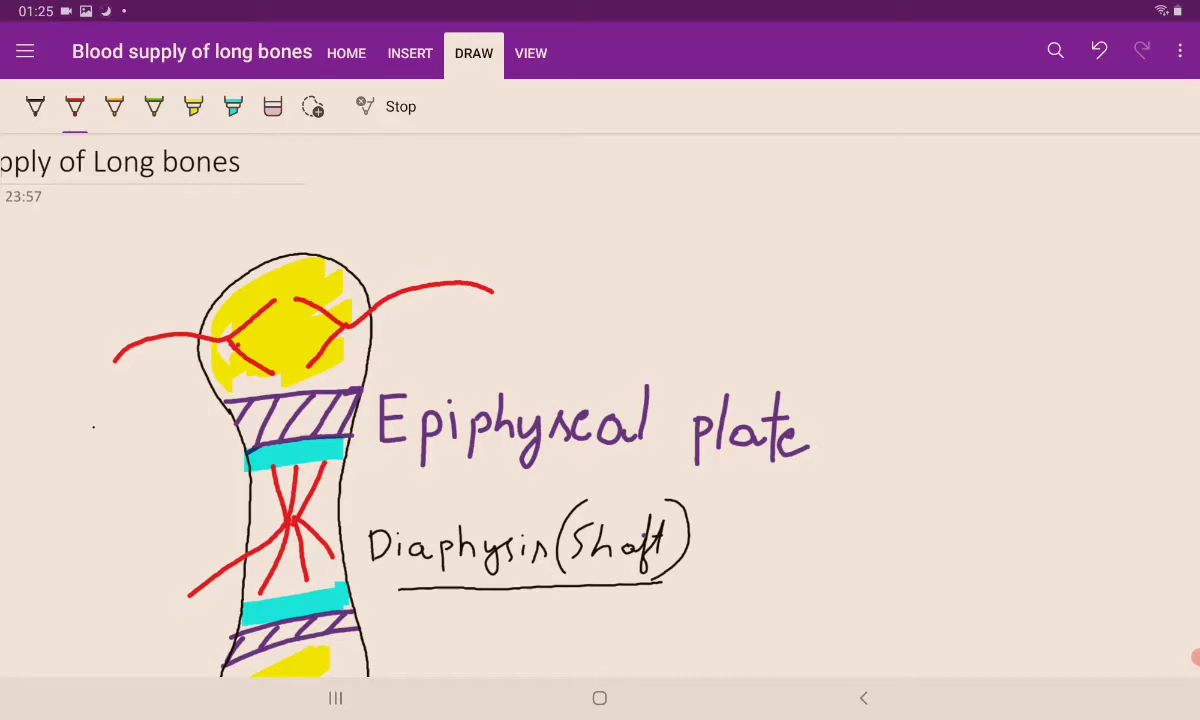 01:25
Blood supply of long bones HOME INSERT DRAW VIEW
Stop
pply of Long bones
23:57
Epiphyseal plate
Diaphysis (Shaft)